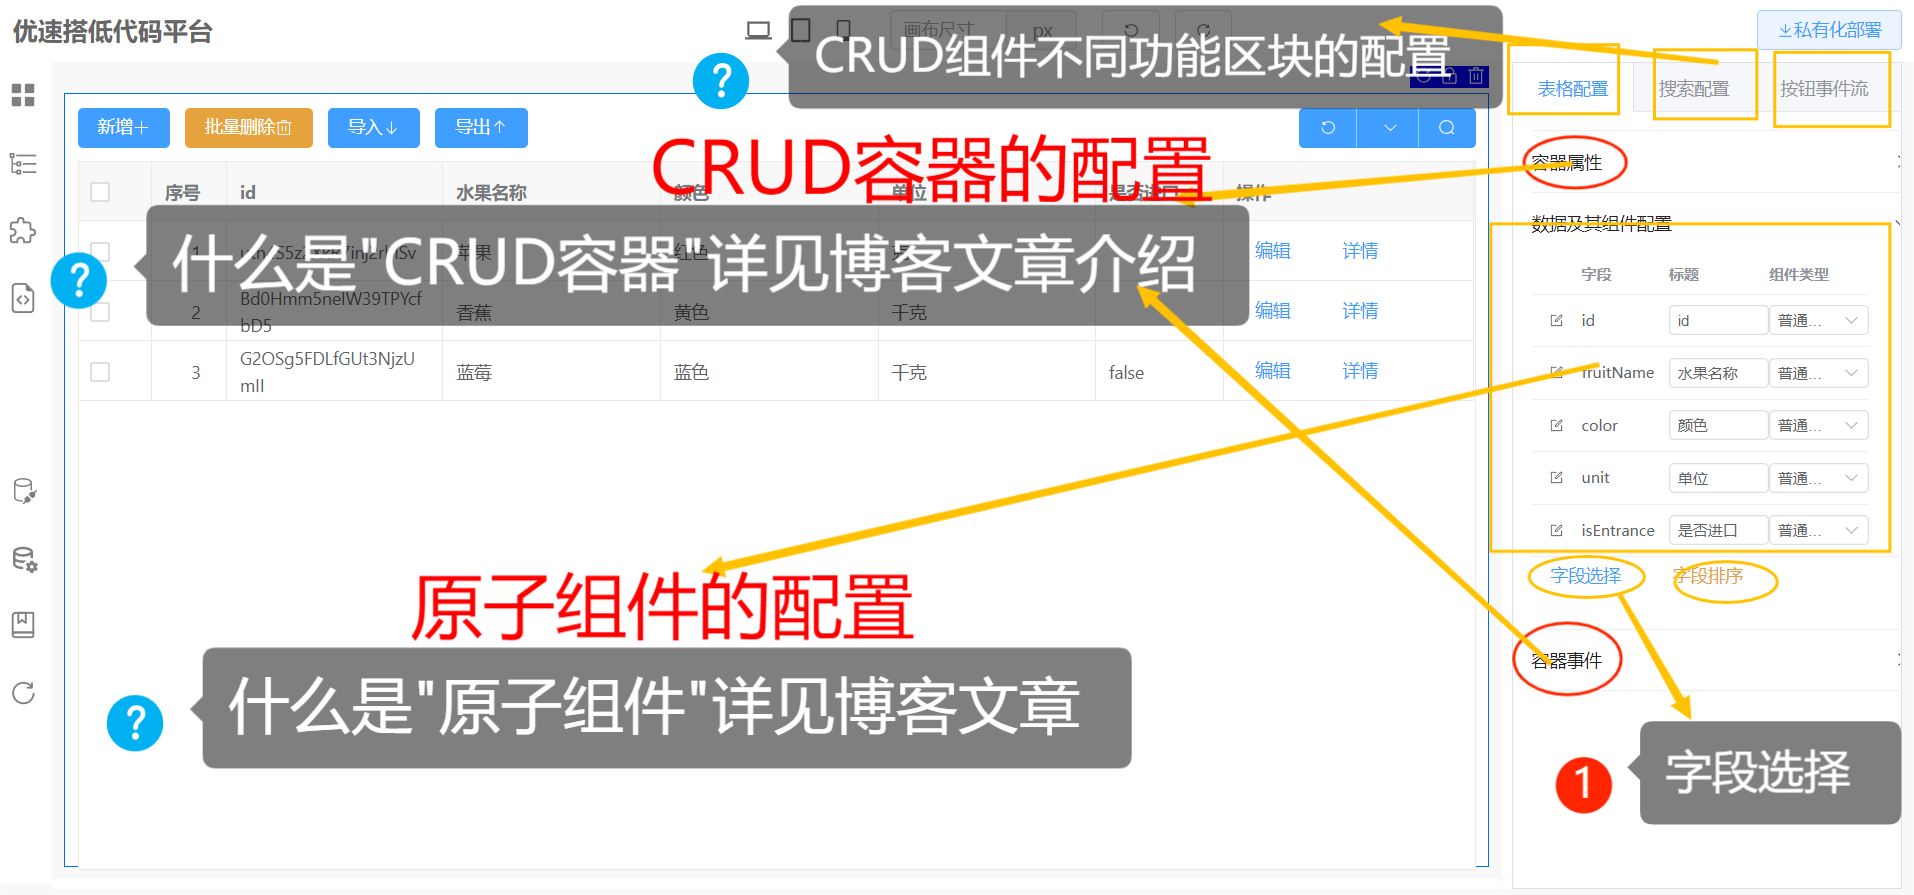 优速搭低代码平台
画布尺寸
px
私有化部署
CRUD组件不同功能区块的配置
表格配置
搜索配置
按钮事件流
新增
批量删除
导入
导出
CRUD容器的配置
容器属性
序号
id
水果名称
颜色
单位
是否进口
操作
什么是"CRUD容器"详见博客文章介绍
1
苹果
红色
编辑
详情
2
Bd0Hmm5neIW39TPYcf
bD5
香蕉
黄色
千克
编辑
详情
3
G2OSg5FDLfGUt3NjzU
mll
蓝莓
蓝色
千克
false
编辑
详情
数据及其组件配置
字段
标题
组件类型
id
id
普通...
fruitName
水果名称
普通...
color
颜色
普通...
unit
单位
普通...
isEntrance
是否进口
普通...
字段选择
字段排序
原子组件的配置
什么是"原子组件"详见博客文章
容器事件
1
字段选择